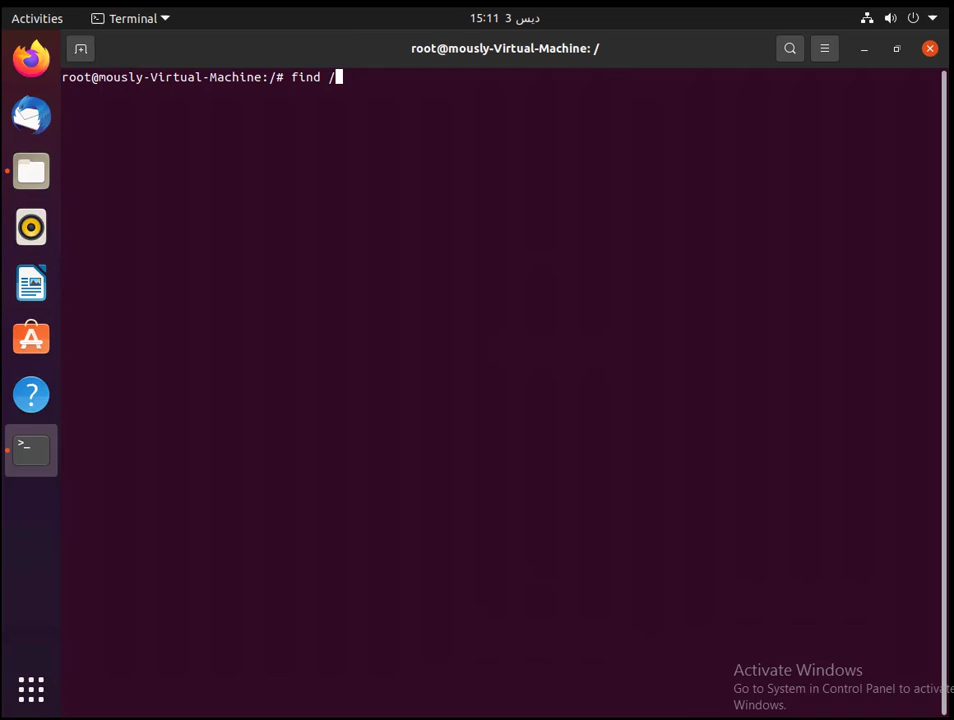 Activities Terminal 15:11 3 ديس
root@mously-Virtual-Machine: /
root@mously-Virtual-Machine:/# find /
Activate Windows
Go to System in Control Panel to activate
Windows.